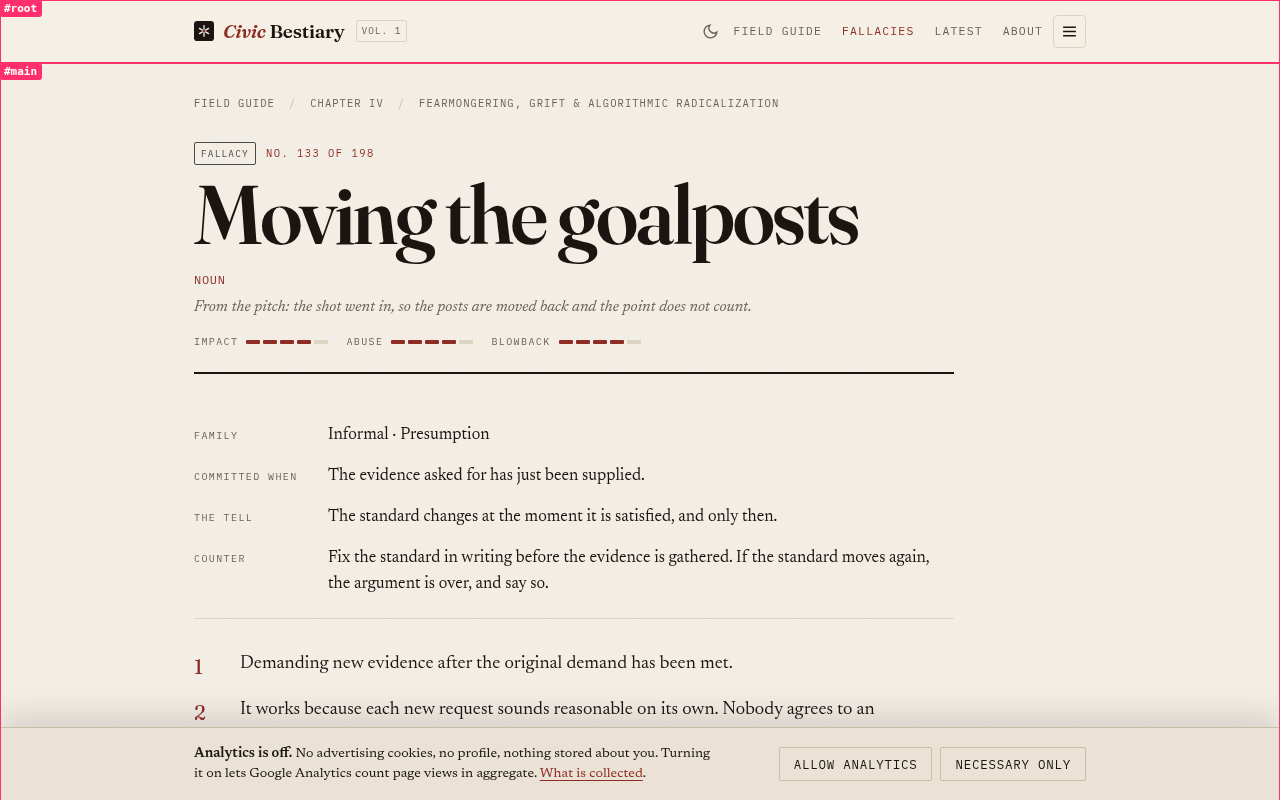 #root
Civic Bestiary VOL. 1 FIELD GUIDE FALLACIES LATEST ABOUT
#main
FIELD GUIDE / CHAPTER IV / FEARMONGERING, GRIFT & ALGORITHMIC RADICALIZATION
FALLACY NO. 133 OF 198
Moving the goalposts
NOUN
From the pitch: the shot went in, so the posts are moved back and the point does not count.
IMPACT ABUSE BLOWBACK
FAMILY Informal · Presumption
COMMITTED WHEN The evidence asked for has just been supplied.
THE TELL The standard changes at the moment it is satisfied, and only then.
COUNTER Fix the standard in writing before the evidence is gathered. If the standard moves again,
the argument is over, and say so.
1 Demanding new evidence after the original demand has been met.
2 It works because each new request sounds reasonable on its own. Nobody agrees to an
Analytics is off. No advertising cookies, no profile, nothing stored about you. Turning
it on lets Google Analytics count page views in aggregate. What is collected.
ALLOW ANALYTICS NECESSARY ONLY